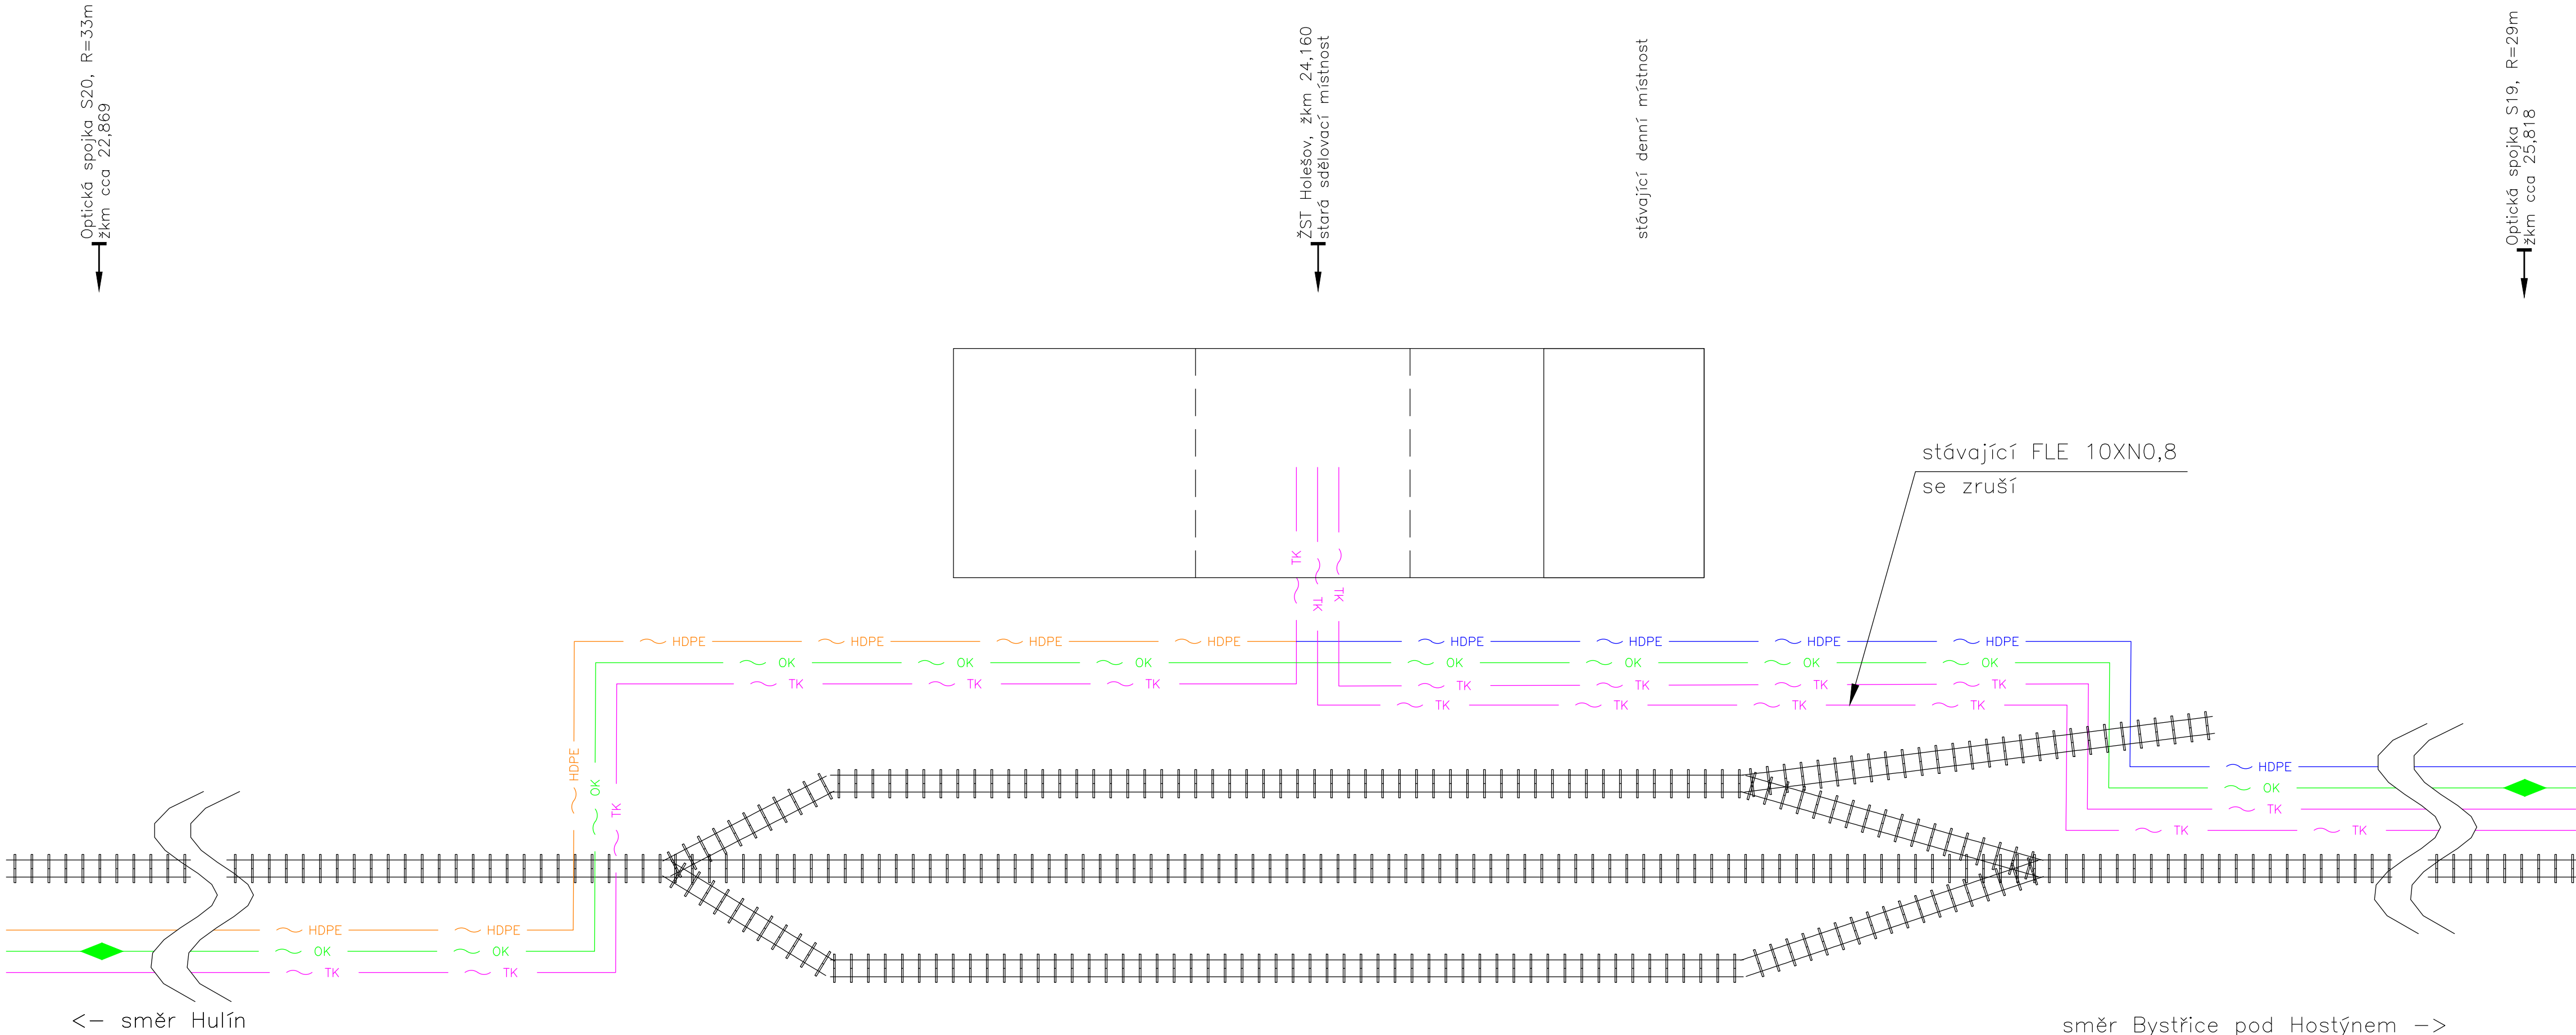 Optická spojka S20, R=33m
žkm cca 22,869
ŽST Holešov, žkm 24,160
stará sdělovací místnost
stávající denní místnost
Optická spojka S19, R=29m
žkm cca 25,818
stávající FLE 10XN0,8
se zruší
TK
TK
TK
HDPE HDPE HDPE HDPE HDPE HDPE HDPE HDPE
OK OK OK OK OK OK OK
TK TK TK TK TK TK TK
TK TK TK TK
HDPE
OK
TK
HDPE
OK
TK
TK TK
HDPE HDPE
OK OK
TK TK
<- směr Hulín
směr Bystřice pod Hostýnem ->